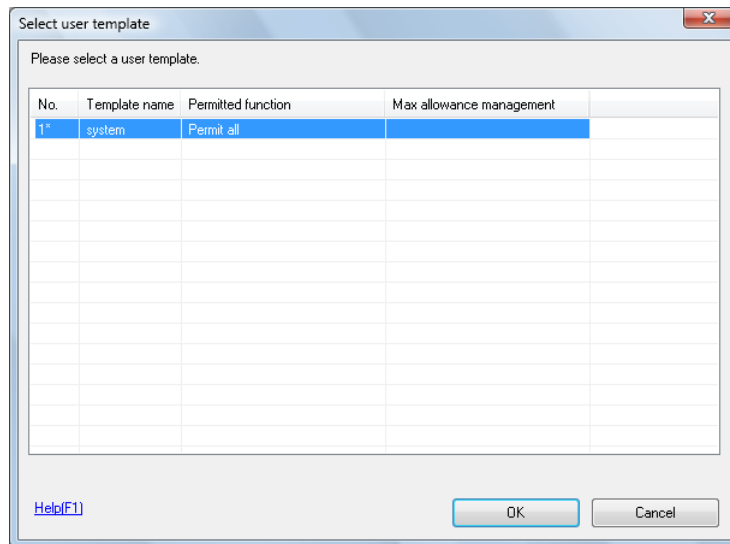 Select user template
Please select a user template.
No. Template name Permitted function Max allowance management
1* system Permit all
Help(F1) OK Cancel